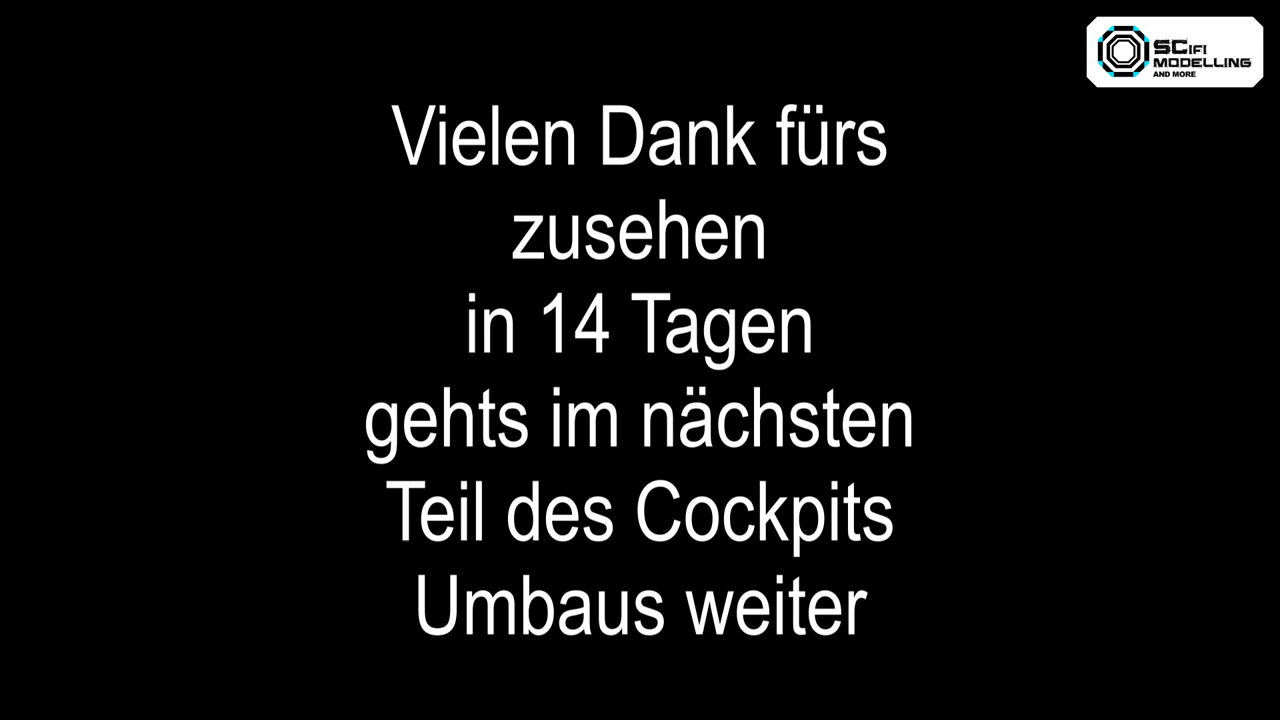 SCIFI
MODELLING
AND MORE
Vielen Dank fürs
zusehen
in 14 Tagen
gehts im nächsten
Teil des Cockpits
Umbaus weiter